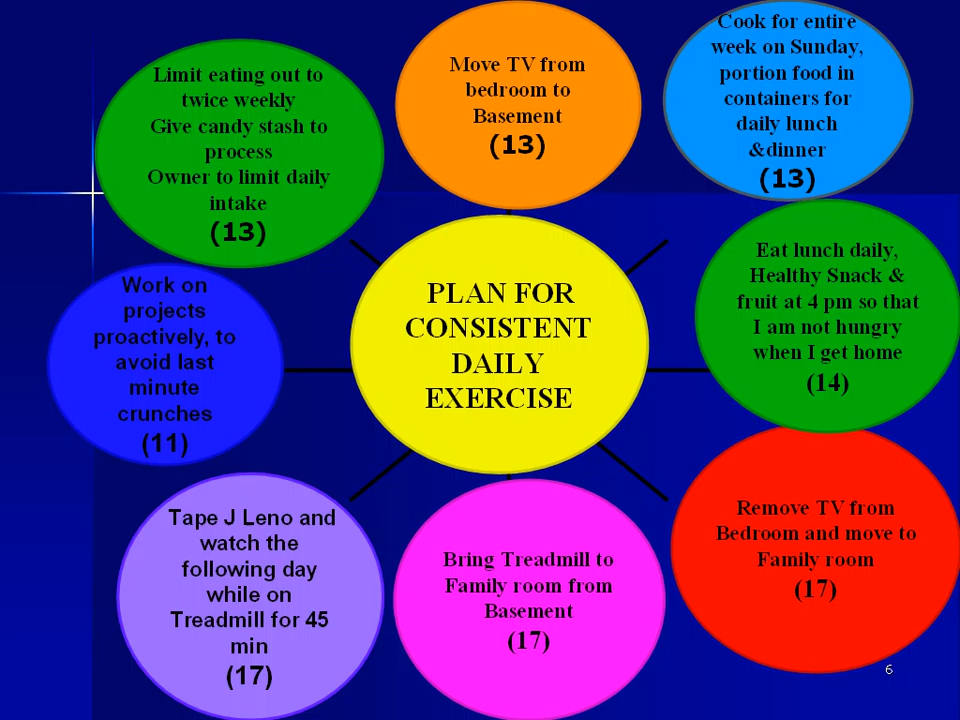 Limit eating out to
twice weekly
Give candy stash to
process
Owner to limit daily
intake
(13)
Move TV from
bedroom to
Basement
(13)
Cook for entire
week on Sunday,
portion food in
containers for
daily lunch
&dinner
(13)
Work on
projects
proactively, to
avoid last
minute
crunches
(11)
PLAN FOR
CONSISTENT
DAILY
EXERCISE
Eat lunch daily,
Healthy Snack &
fruit at 4 pm so that
I am not hungry
when I get home
(14)
Tape J Leno and
watch the
following day
while on
Treadmill for 45
min
(17)
Bring Treadmill to
Family room from
Basement
(17)
Remove TV from
Bedroom and move to
Family room
(17)
6